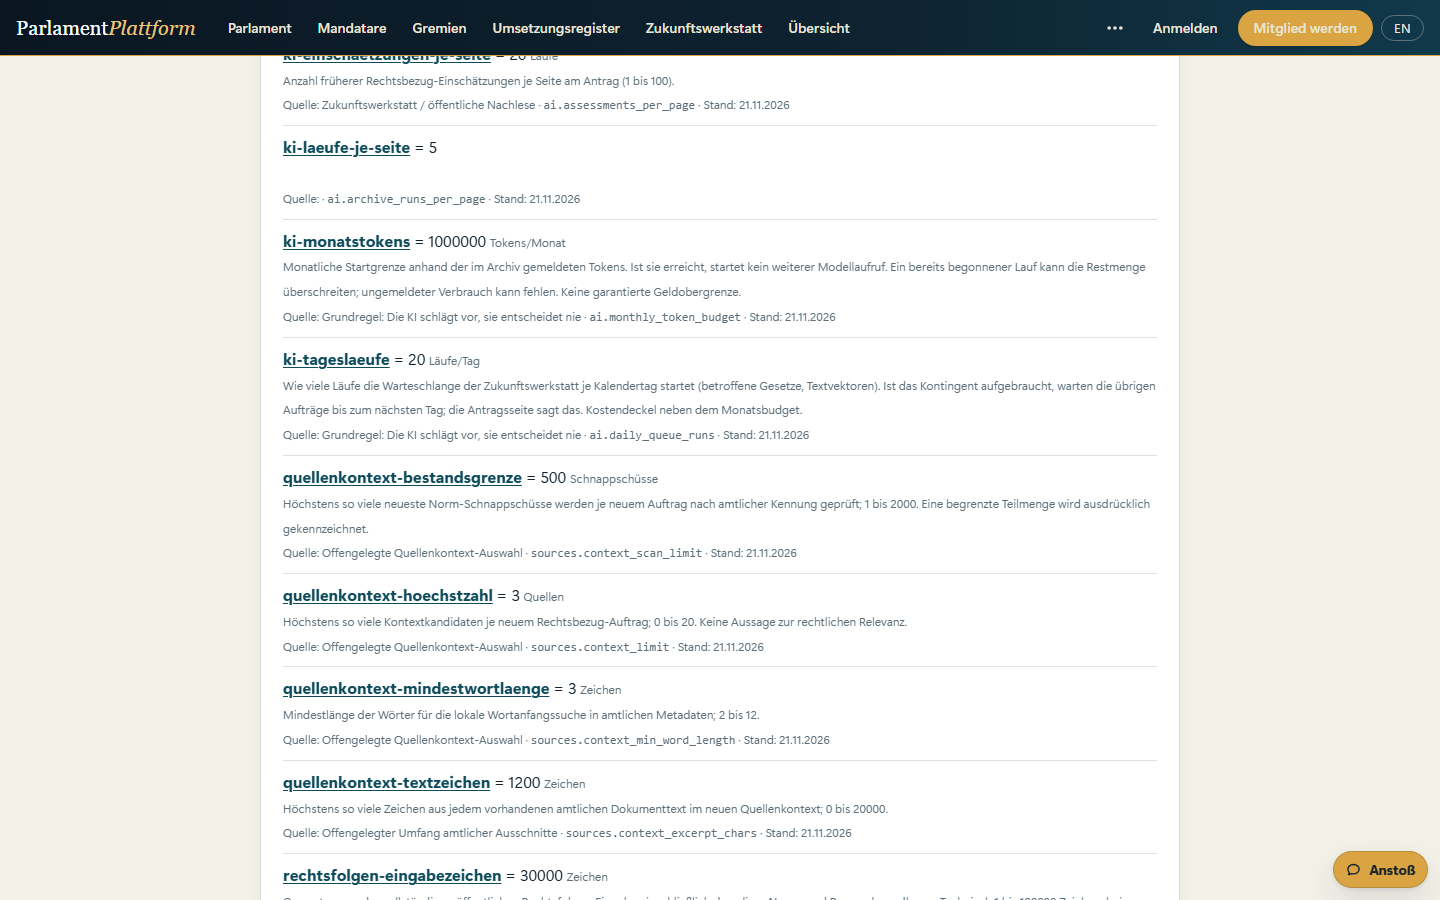 ParlamentPlattform Parlament Mandatare Gremien Umsetzungsregister Zukunftswerkstatt Übersicht ••• Anmelden Mitglied werden EN
ki-einschaetzungen-je-seite = 20 Läufe
Anzahl früherer Rechtsbezug-Einschätzungen je Seite am Antrag (1 bis 100).
Quelle: Zukunftswerkstatt / öffentliche Nachlese · ai.assessments_per_page · Stand: 21.11.2026
ki-laeufe-je-seite = 5
Quelle: · ai.archive_runs_per_page · Stand: 21.11.2026
ki-monatstokens = 1000000 Tokens/Monat
Monatliche Startgrenze anhand der im Archiv gemeldeten Tokens. Ist sie erreicht, startet kein weiterer Modellaufruf. Ein bereits begonnener Lauf kann die Restmenge
überschreiten; ungemeldeter Verbrauch kann fehlen. Keine garantierte Geldobergrenze.
Quelle: Grundregel: Die KI schlägt vor, sie entscheidet nie · ai.monthly_token_budget · Stand: 21.11.2026
ki-tageslaeufe = 20 Läufe/Tag
Wie viele Läufe die Warteschlange der Zukunftswerkstatt je Kalendertag startet (betroffene Gesetze, Textvektoren). Ist das Kontingent aufgebraucht, warten die übrigen
Aufträge bis zum nächsten Tag; die Antragsseite sagt das. Kostendeckel neben dem Monatsbudget.
Quelle: Grundregel: Die KI schlägt vor, sie entscheidet nie · ai.daily_queue_runs · Stand: 21.11.2026
quellenkontext-bestandsgrenze = 500 Schnappschüsse
Höchstens so viele neueste Norm-Schnappschüsse werden je neuem Auftrag nach amtlicher Kennung geprüft; 1 bis 2000. Eine begrenzte Teilmenge wird ausdrücklich
gekennzeichnet.
Quelle: Offengelegte Quellenkontext-Auswahl · sources.context_scan_limit · Stand: 21.11.2026
quellenkontext-hoechstzahl = 3 Quellen
Höchstens so viele Kontextkandidaten je neuem Rechtsbezug-Auftrag; 0 bis 20. Keine Aussage zur rechtlichen Relevanz.
Quelle: Offengelegte Quellenkontext-Auswahl · sources.context_limit · Stand: 21.11.2026
quellenkontext-mindestwortlaenge = 3 Zeichen
Mindestlänge der Wörter für die lokale Wortanfangssuche in amtlichen Metadaten; 2 bis 12.
Quelle: Offengelegte Quellenkontext-Auswahl · sources.context_min_word_length · Stand: 21.11.2026
quellenkontext-textzeichen = 1200 Zeichen
Höchstens so viele Zeichen aus jedem vorhandenen amtlichen Dokumenttext im neuen Quellenkontext; 0 bis 20000.
Quelle: Offengelegter Umfang amtlicher Ausschnitte · sources.context_excerpt_chars · Stand: 21.11.2026
rechtsfolgen-eingabezeichen = 30000 Zeichen
Anstoß